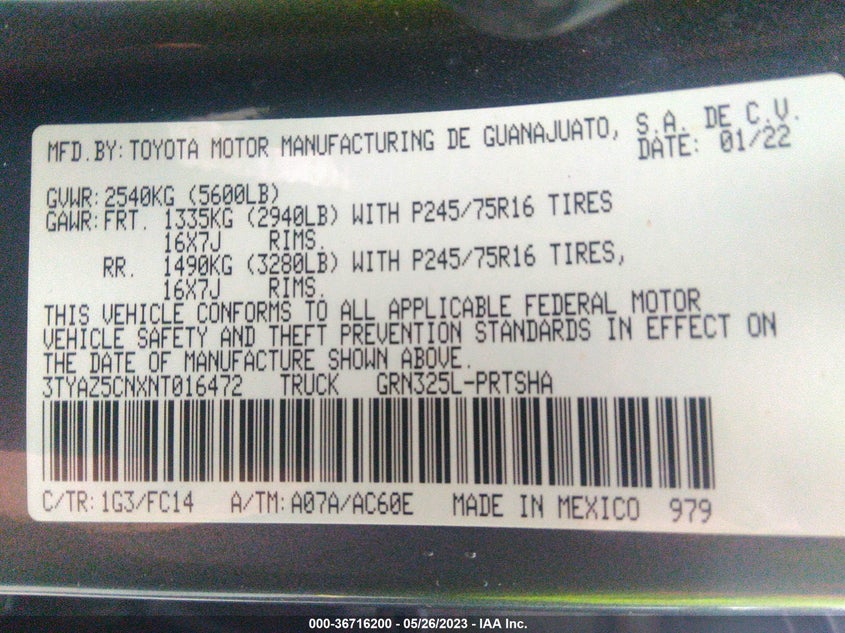 MFD.BY:TOYOTA MOTOR MANUFACTURING DE GUANAJUATO, S.A. DE C.V.
DATE: 01/22
GVWR:2540KG (5600LB)
GAWR:FRT. 1335KG (2940LB) WITH P245/75R16 TIRES
16X7J RIMS.
RR. 1490KG (3280LB) WITH P245/75R16 TIRES,
16X7J RIMS.
THIS VEHICLE CONFORMS TO ALL APPLICABLE FEDERAL MOTOR
VEHICLE SAFETY AND THEFT PREVENTION STANDARDS IN EFFECT ON
THE DATE OF MANUFACTURE SHOWN ABOVE.
3TYAZ5CNXNT016472 TRUCK GRN325L-PRTSHA
C/TR:1G3/FC14 A/TM:A07A/AC60E MADE IN MEXICO 979
000-36716200 - 05/26/2023 - IAA Inc.